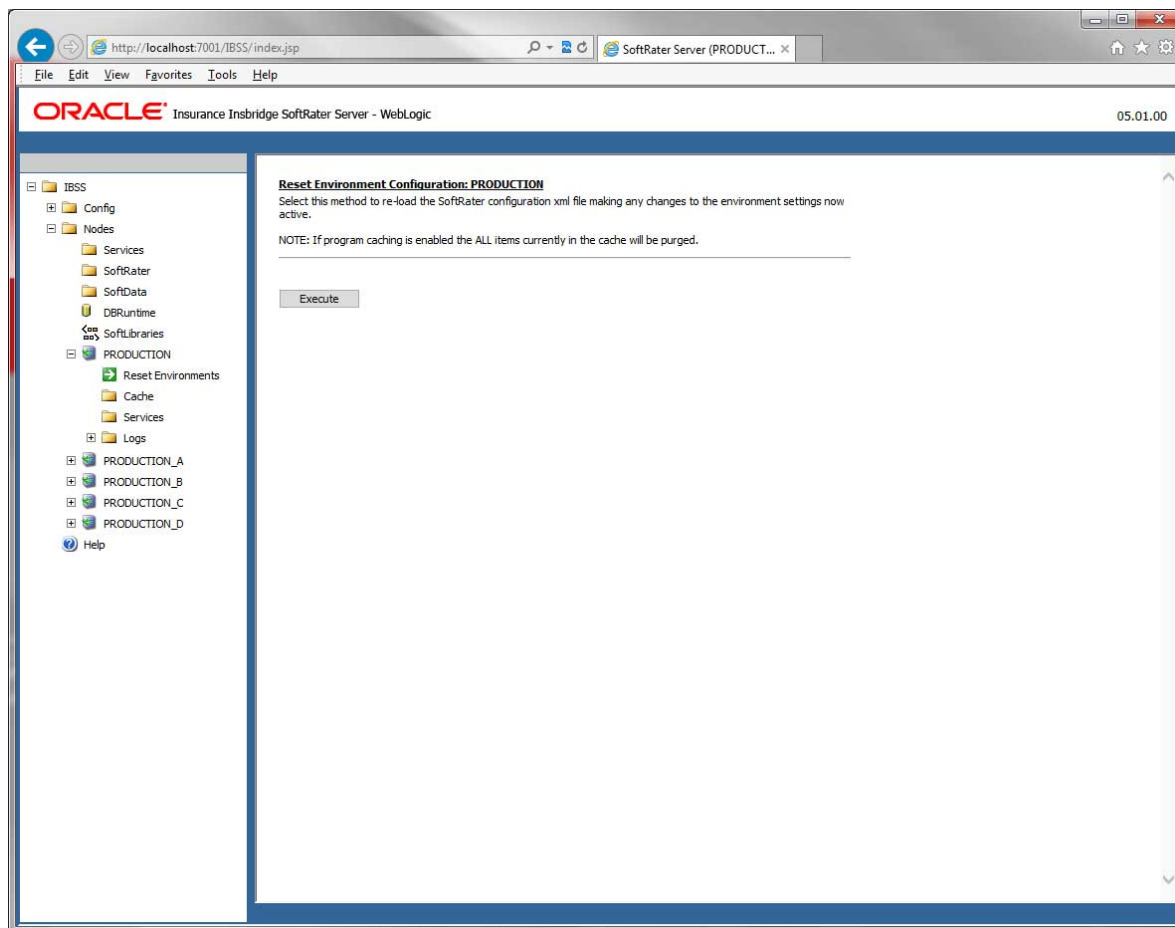 http://localhost:7001/IBSS/index.jsp
SoftRater Server (PRODUCT...
File Edit View Favorites Tools Help
ORACLE Insurance Insbridge SoftRater Server - WebLogic
05.01.00
IBSS
Config
Nodes
Services
SoftRater
SoftData
DBRuntime
SoftLibraries
PRODUCTION
Reset Environments
Cache
Services
Logs
PRODUCTION_A
PRODUCTION_B
PRODUCTION_C
PRODUCTION_D
Help
Reset Environment Configuration: PRODUCTION
Select this method to re-load the SoftRater configuration xml file making any changes to the environment settings now
active.
NOTE: If program caching is enabled the ALL items currently in the cache will be purged.
Execute